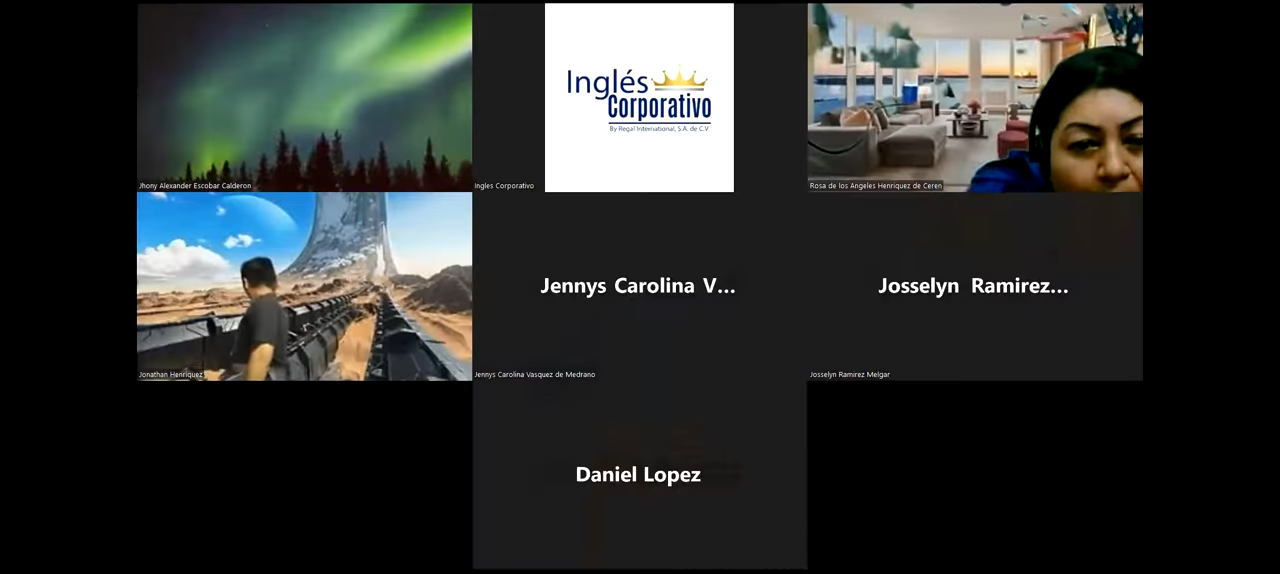 Inglés
Corporativo
By Regal International, S.A. de C.V
Jhony Alexander Escobar Calderon
Ingles Corporativo
Rosa de los Angeles Henriquez de Ceren
Jennys Carolina V...
Josselyn Ramirez...
Jonathan Henriquez
Jennys Carolina Vasquez de Medrano
Josselyn Ramirez Melgar
Daniel Lopez